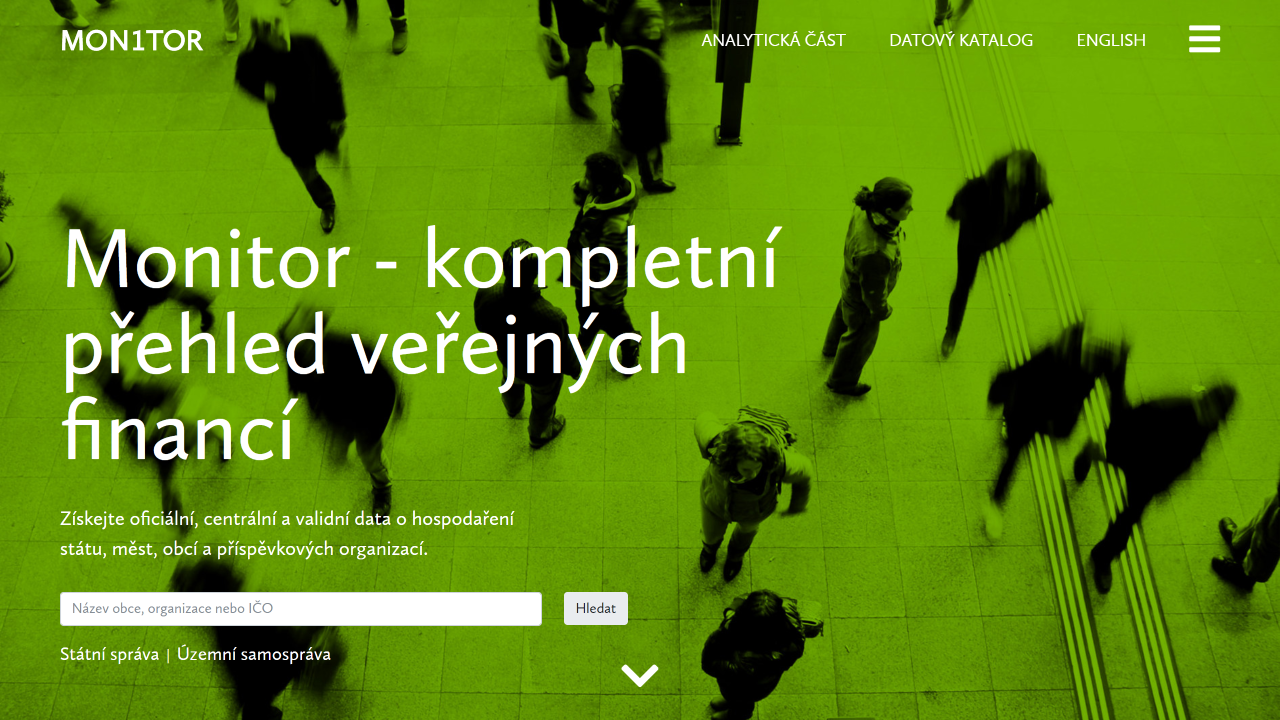 MON1TOR
ANALYTICKÁ ČÁST
DATOVÝ KATALOG
ENGLISH
Monitor - kompletní
přehled veřejných
financí
Získejte oficiální, centrální a validní data o hospodaření
státu, měst, obcí a příspěvkových organizací.
Název obce, organizace nebo IČO
Hledat
Státní správa | Územní samospráva